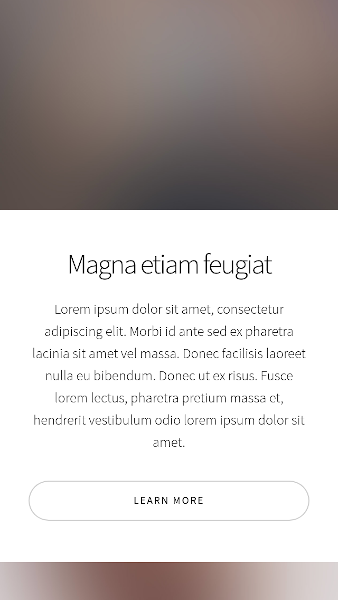 Magna etiam feugiat
Lorem ipsum dolor sit amet, consectetur
adipiscing elit. Morbi id ante sed ex pharetra
lacinia sit amet vel massa. Donec facilisis laoreet
nulla eu bibendum. Donec ut ex risus. Fusce
lorem lectus, pharetra pretium massa et,
hendrerit vestibulum odio lorem ipsum dolor sit
amet.
LEARN MORE